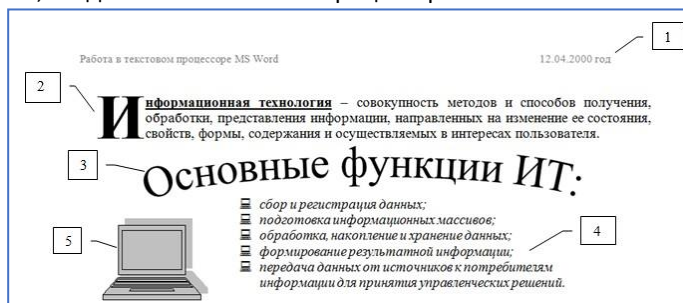 1
Работа в текстовом процессоре MS Word 12.04.2000 год
2
Информационная технология – совокупность методов и способов получения,
обработки, представления информации, направленных на изменение ее состояния,
свойств, формы, содержания и осуществляемых в интересах пользователя.
3
Основные функции ИТ:
сбор и регистрация данных;
подготовка информационных массивов;
обработка, накопление и хранение данных;
4
5
формирование результатной информации;
передача данных от источников к потребителям
информации для принятия управленческих решений.